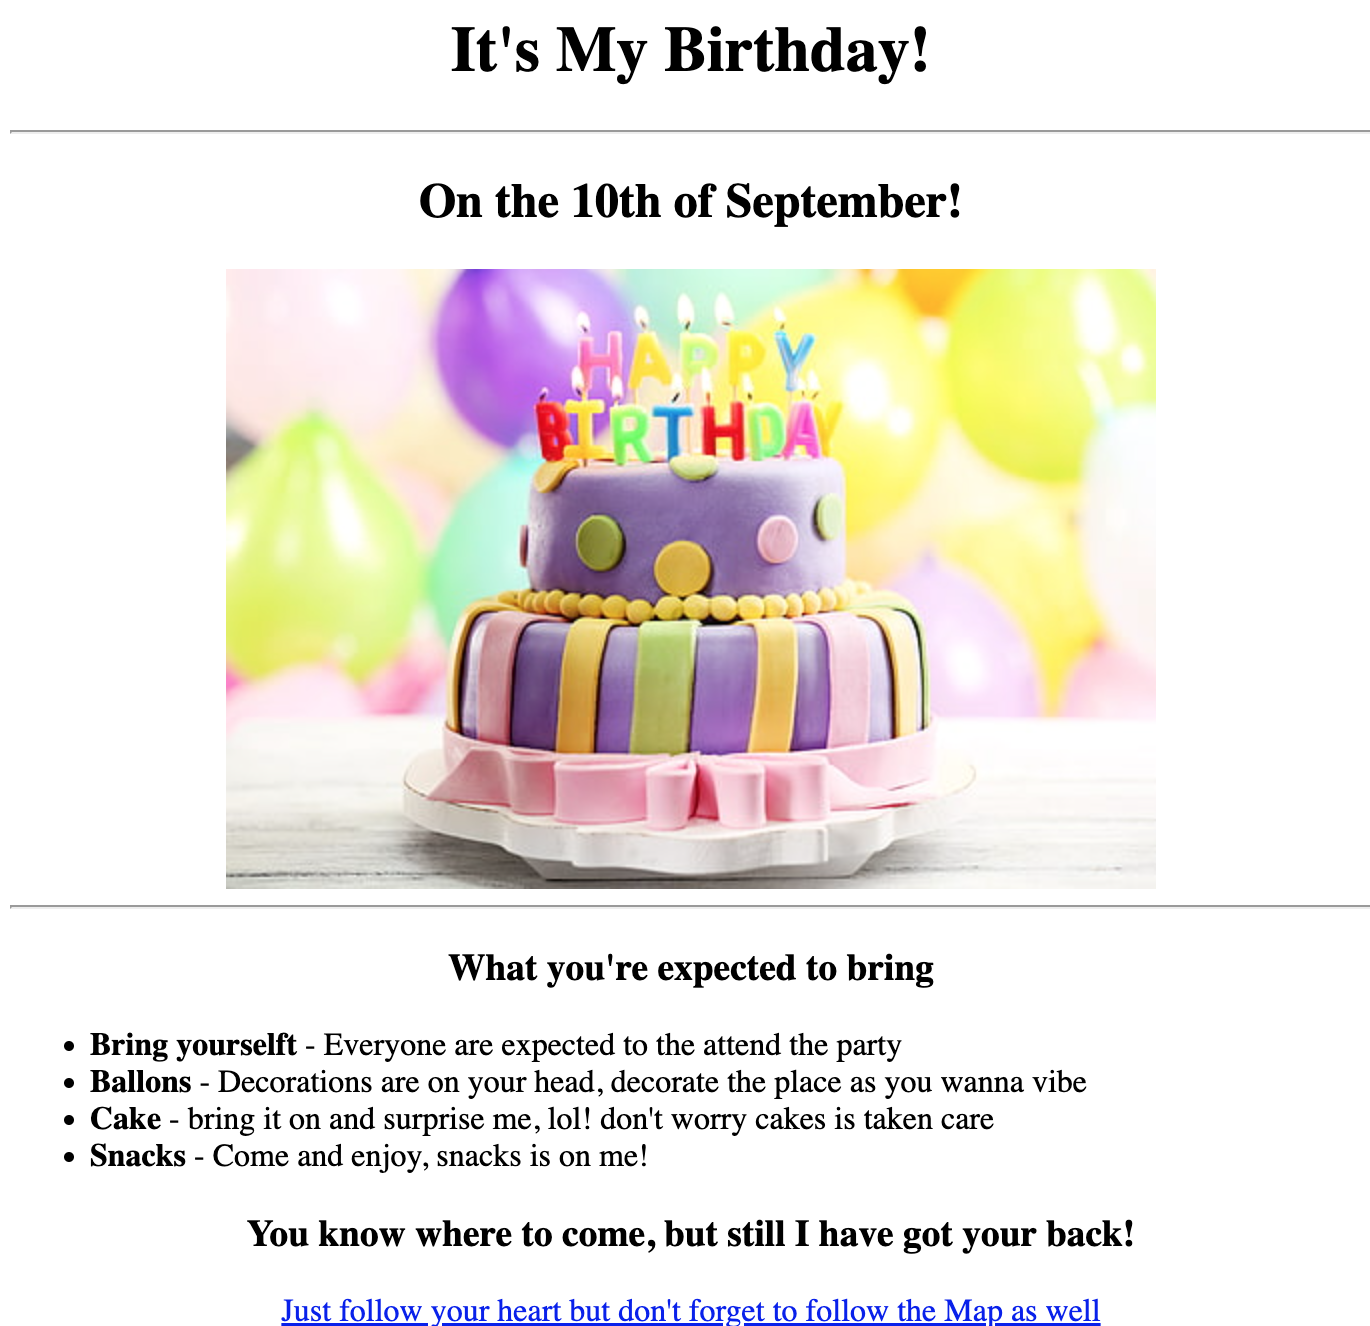 It's My Birthday!
On the 10th of September!
HAPPY
BIRTHDAY
What you're expected to bring
• Bring yourselft - Everyone are expected to the attend the party
• Ballons - Decorations are on your head, decorate the place as you wanna vibe
• Cake - bring it on and surprise me, lol! don't worry cakes is taken care
• Snacks - Come and enjoy, snacks is on me!
You know where to come, but still I have got your back!
Just follow your heart but don't forget to follow the Map as well